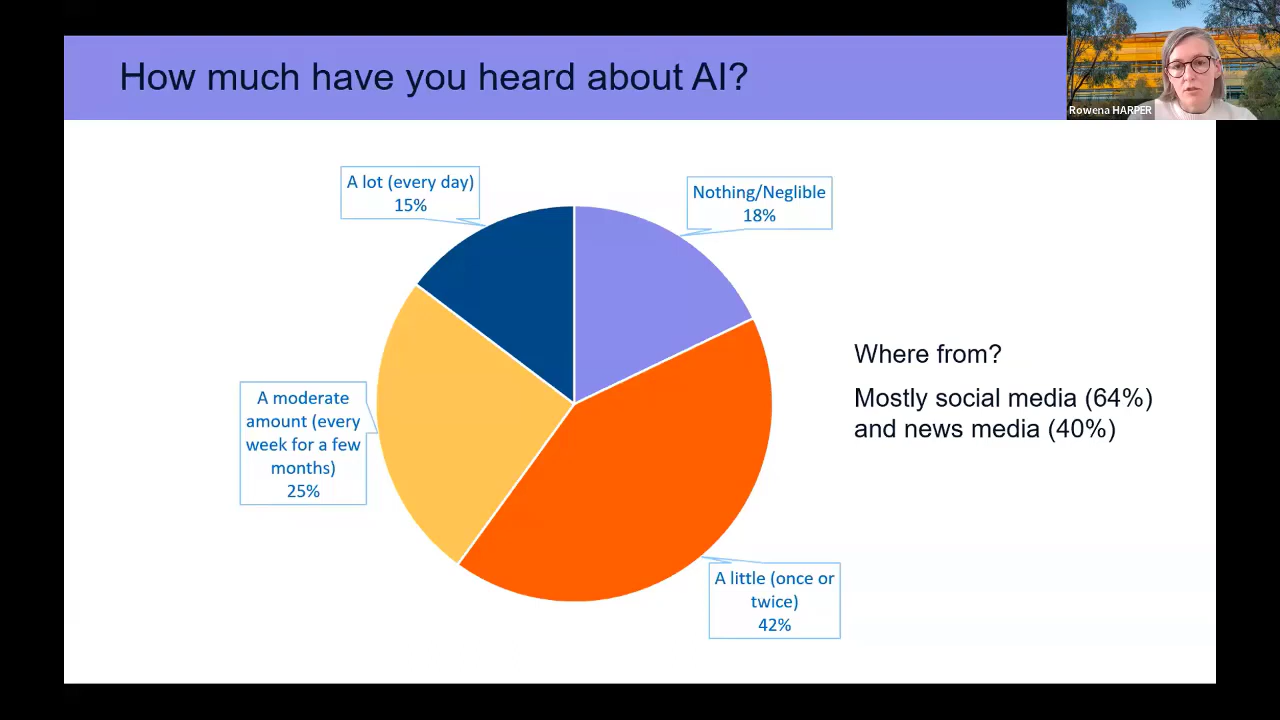 How much have you heard about AI?
Rowena HARPER
A lot (every day)
15%
Nothing/Neglible
18%
A moderate
amount (every
week for a few
months)
25%
Where from?
Mostly social media (64%)
and news media (40%)
A little (once or
twice)
42%